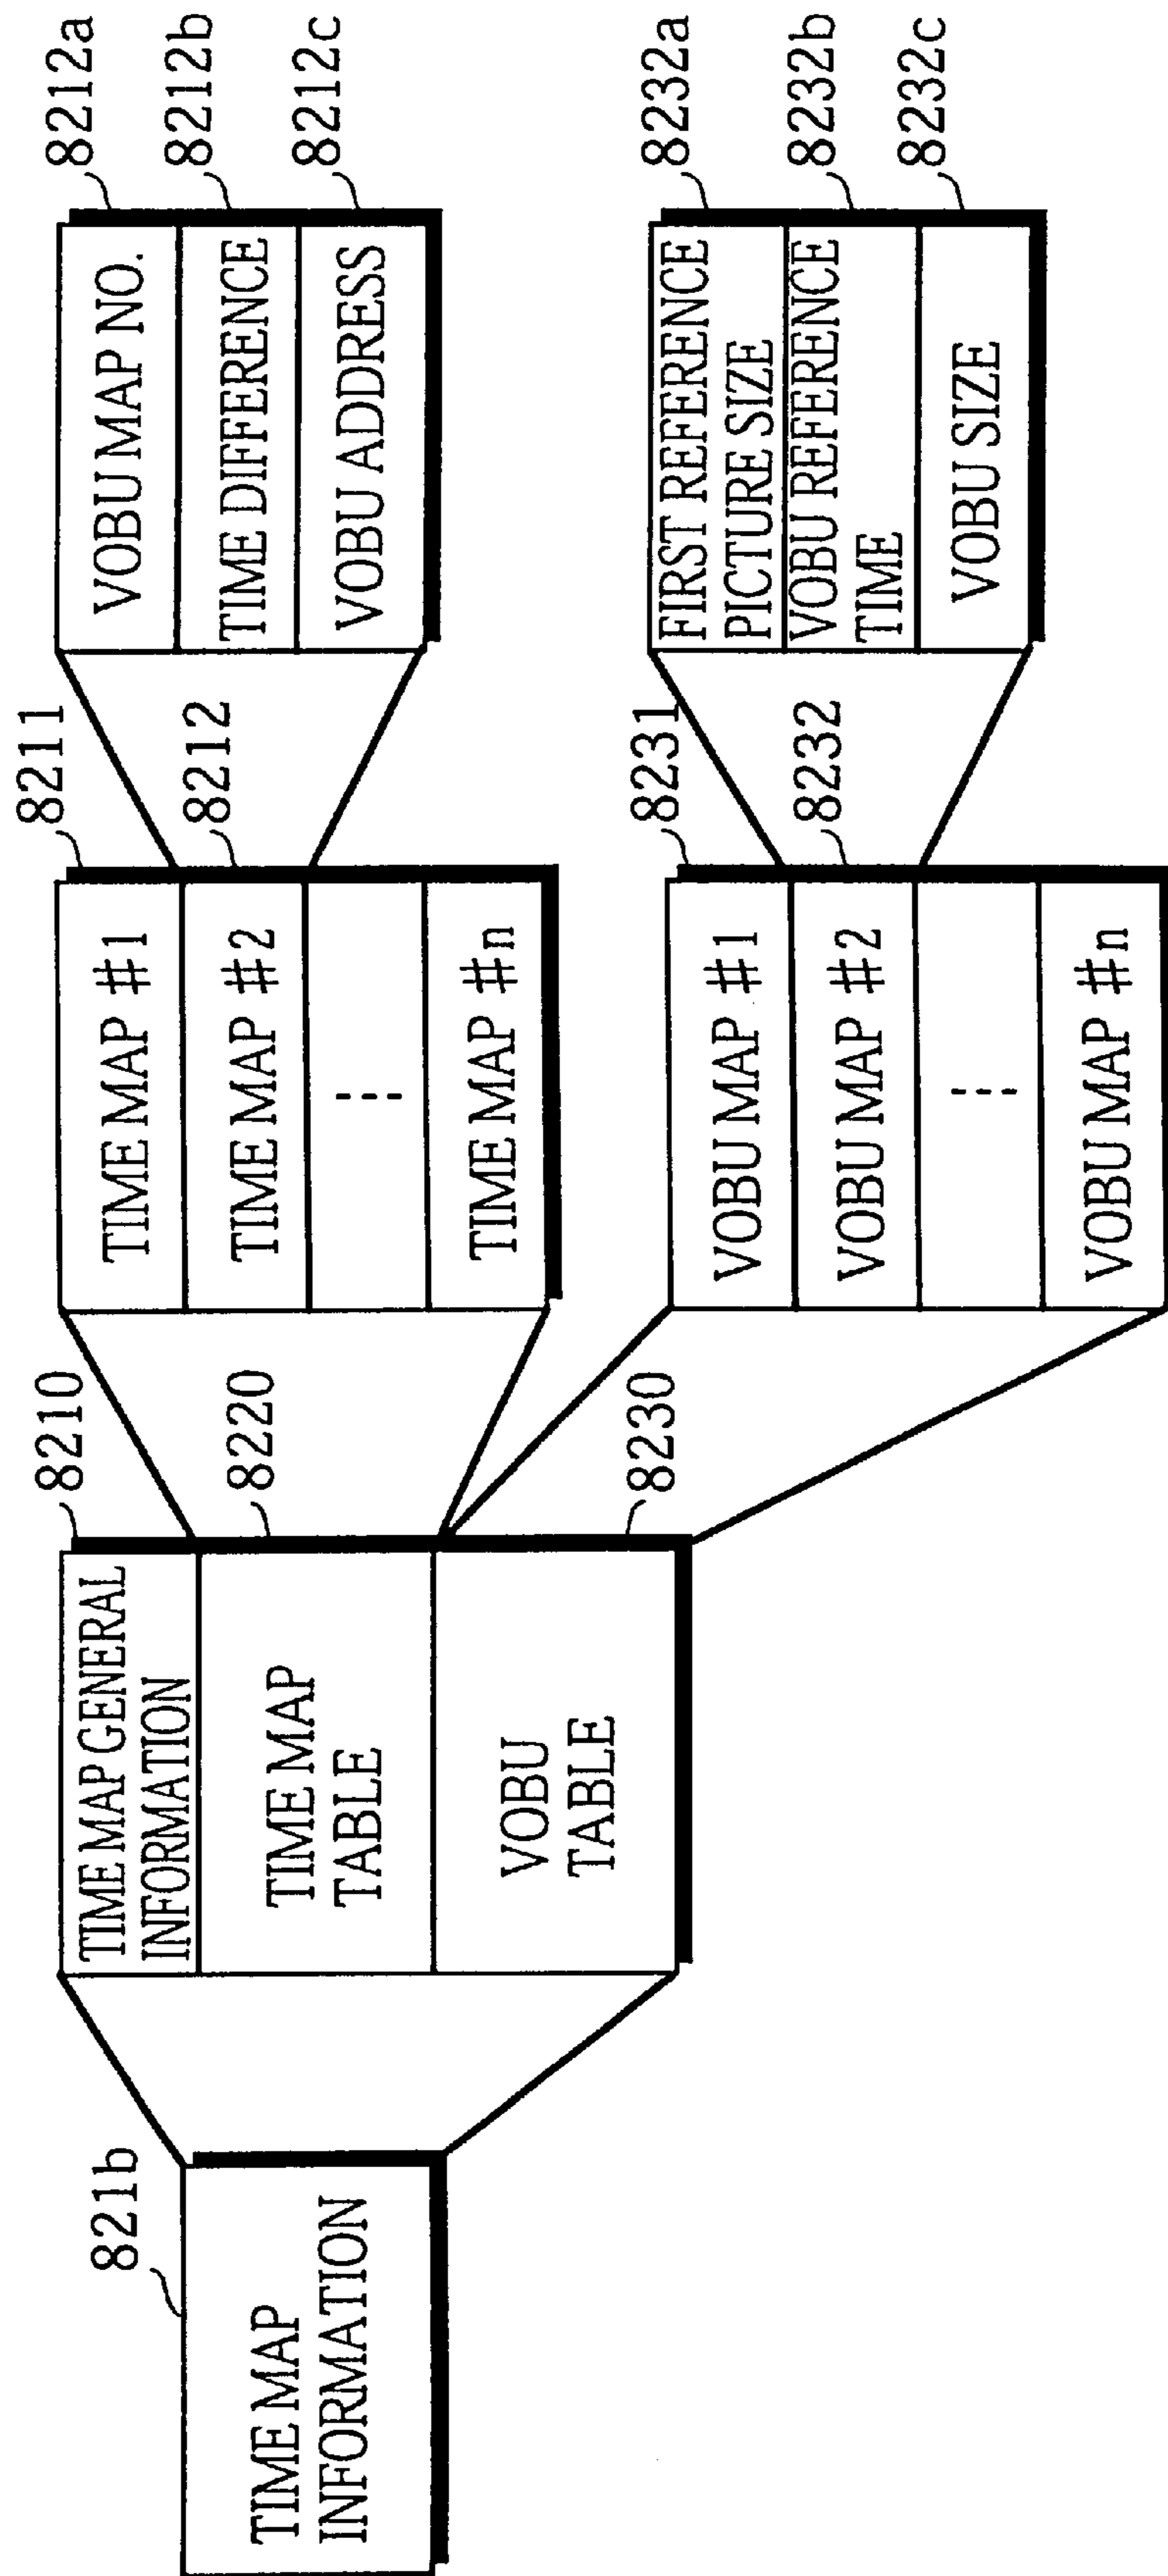 821b
TIME MAP
INFORMATION
8210
TIME MAP GENERAL
INFORMATION
8220
TIME MAP
TABLE
8230
VOBU
TABLE
8211
TIME MAP #1
8212
TIME MAP #2
TIME MAP #n
8231
VOBU MAP #1
8232
VOBU MAP #2
VOBU MAP #n
8212a
VOBU MAP NO.
8212b
TIME DIFFERENCE
8212c
VOBU ADDRESS
8232a
FIRST REFERENCE
PICTURE SIZE
8232b
VOBU REFERENCE
TIME
8232c
VOBU SIZE